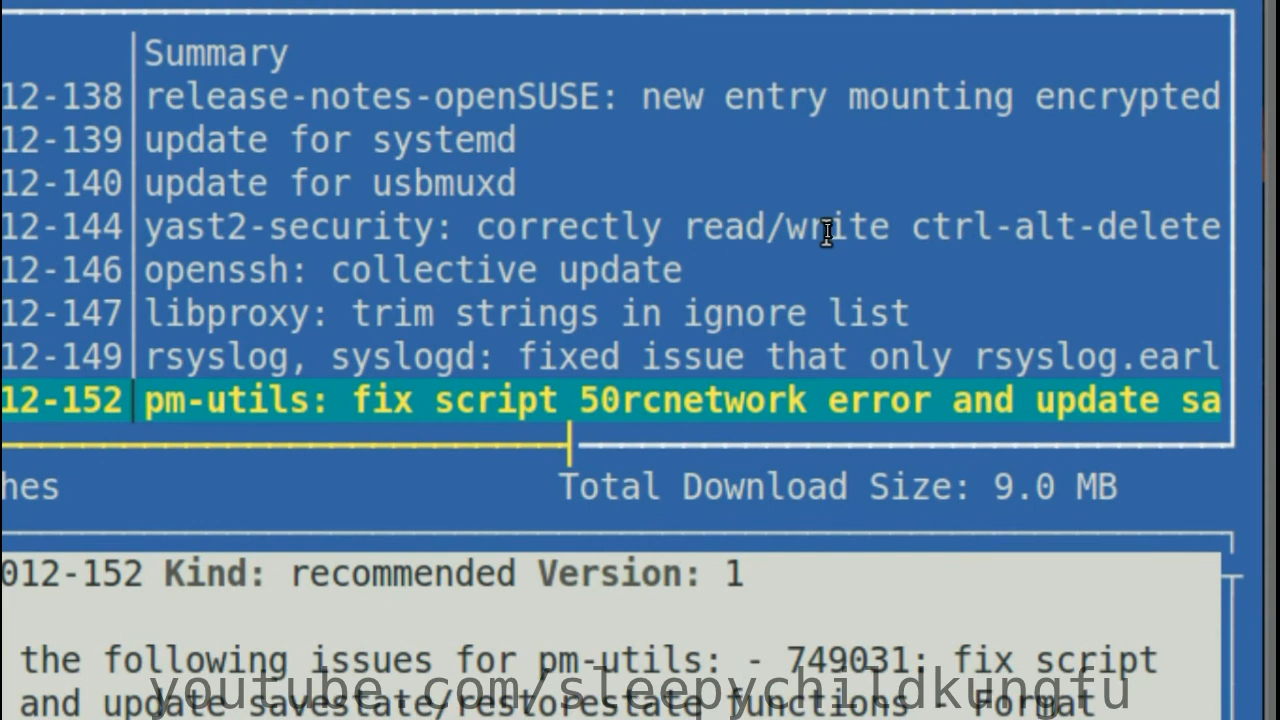 Summary
12-138 release-notes-openSUSE: new entry mounting encrypted
12-139 update for systemd
12-140 update for usbmuxd
12-144 yast2-security: correctly read/write ctrl-alt-delete
12-146 openssh: collective update
12-147 libproxy: trim strings in ignore list
12-149 rsyslog, syslogd: fixed issue that only rsyslog.earl
12-152 pm-utils: fix script 50rcnetwork error and update sa
hes Total Download Size: 9.0 MB
012-152 Kind: recommended Version: 1
the following issues for pm-utils: - 749031: fix script
and update savestate/restorestate functions - Format
youtube.com/sleepychildkungfu